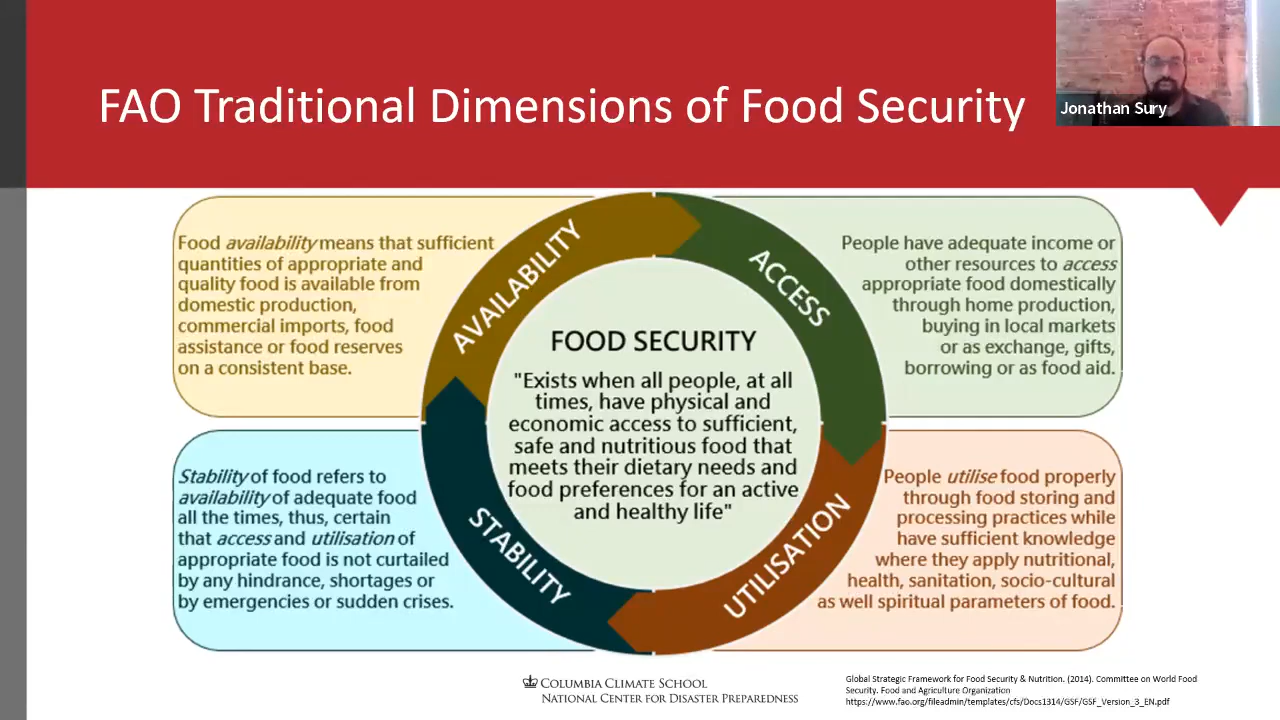 FAO Traditional Dimensions of Food Security
Jonathan Sury
Food availability means that sufficient
quantities of appropriate and
quality food is available from
domestic production,
commercial imports, food
assistance or food reserves
on a consistent base.
AVAILABILITY
ACCESS
People have adequate income or
other resources to access
appropriate food domestically
through home production,
buying in local markets
or as exchange, gifts,
borrowing or as food aid.
FOOD SECURITY
"Exists when all people, at all
times, have physical and
economic access to sufficient,
safe and nutritious food that
meets their dietary needs and
food preferences for an active
and healthy life"
Stability of food refers to
availability of adequate food
all the times, thus, certain
that access and utilisation of
appropriate food is not curtailed
by any hindrance, shortages or
by emergencies or sudden crises.
STABILITY
UTILISATION
People utilise food properly
through food storing and
processing practices while
have sufficient knowledge
where they apply nutritional,
health, sanitation, socio-cultural
as well spiritual parameters of food.
COLUMBIA CLIMATE SCHOOL
NATIONAL CENTER FOR DISASTER PREPAREDNESS
Global Strategic Framework for Food Security & Nutrition. (2014). Committee on World Food
Security. Food and Agriculture Organization
https://www.fao.org/fileadmin/templates/cfs/Docs1314/GSF/GSF_Version_3_EN.pdf